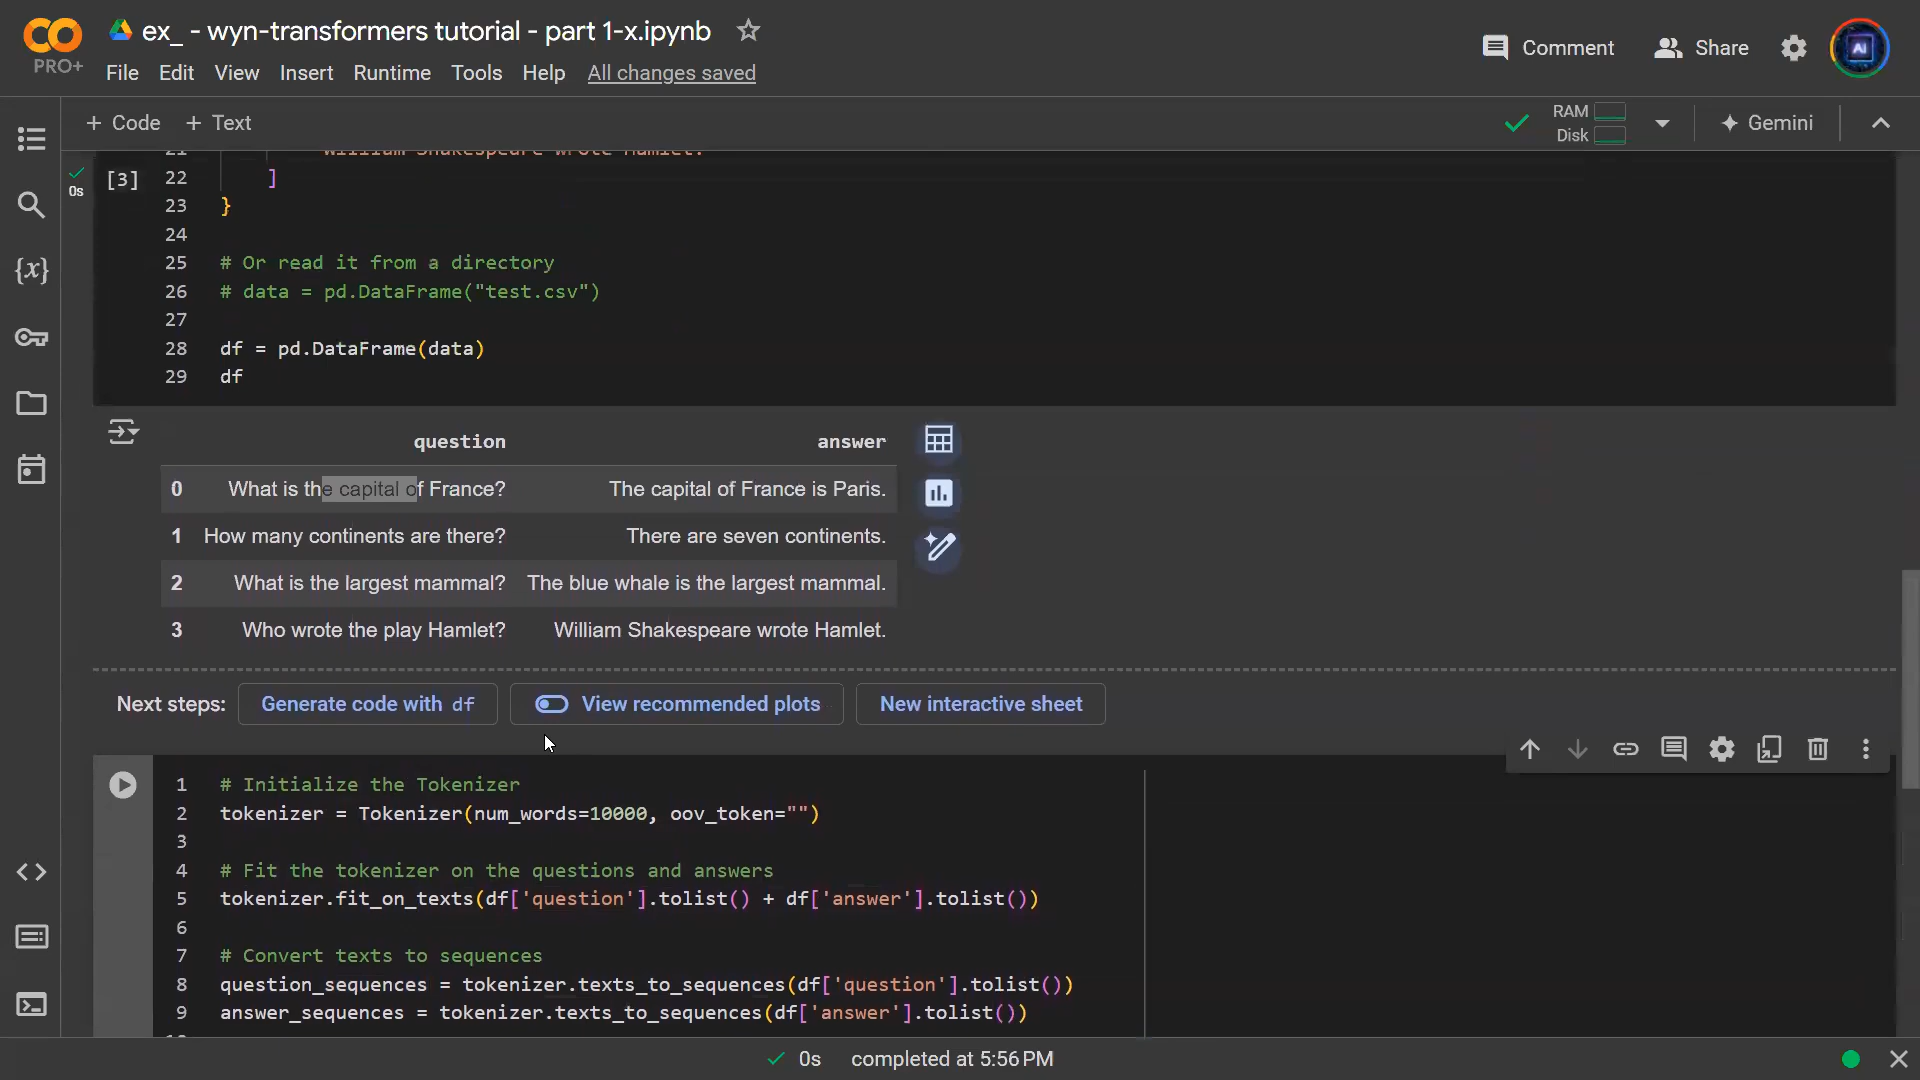 ex_ - wyn-transformers tutorial - part 1-x.ipynb
PRO+
File Edit View Insert Runtime Tools Help All changes saved
Comment Share AI
+ Code + Text
RAM
Disk
Gemini
21 "William Shakespeare wrote Hamlet."
0s
[3]
22 ]
23 }
24
25 # Or read it from a directory
26 # data = pd.DataFrame("test.csv")
27
28 df = pd.DataFrame(data)
29 df
question answer
0 What is the capital of France? The capital of France is Paris.
1 How many continents are there? There are seven continents.
2 What is the largest mammal? The blue whale is the largest mammal.
3 Who wrote the play Hamlet? William Shakespeare wrote Hamlet.
Next steps: Generate code with df View recommended plots New interactive sheet
1 # Initialize the Tokenizer
2 tokenizer = Tokenizer(num_words=10000, oov_token="")
3
4 # Fit the tokenizer on the questions and answers
5 tokenizer.fit_on_texts(df['question'].tolist() + df['answer'].tolist())
6
7 # Convert texts to sequences
8 question_sequences = tokenizer.texts_to_sequences(df['question'].tolist())
9 answer_sequences = tokenizer.texts_to_sequences(df['answer'].tolist())
0s completed at 5:56 PM